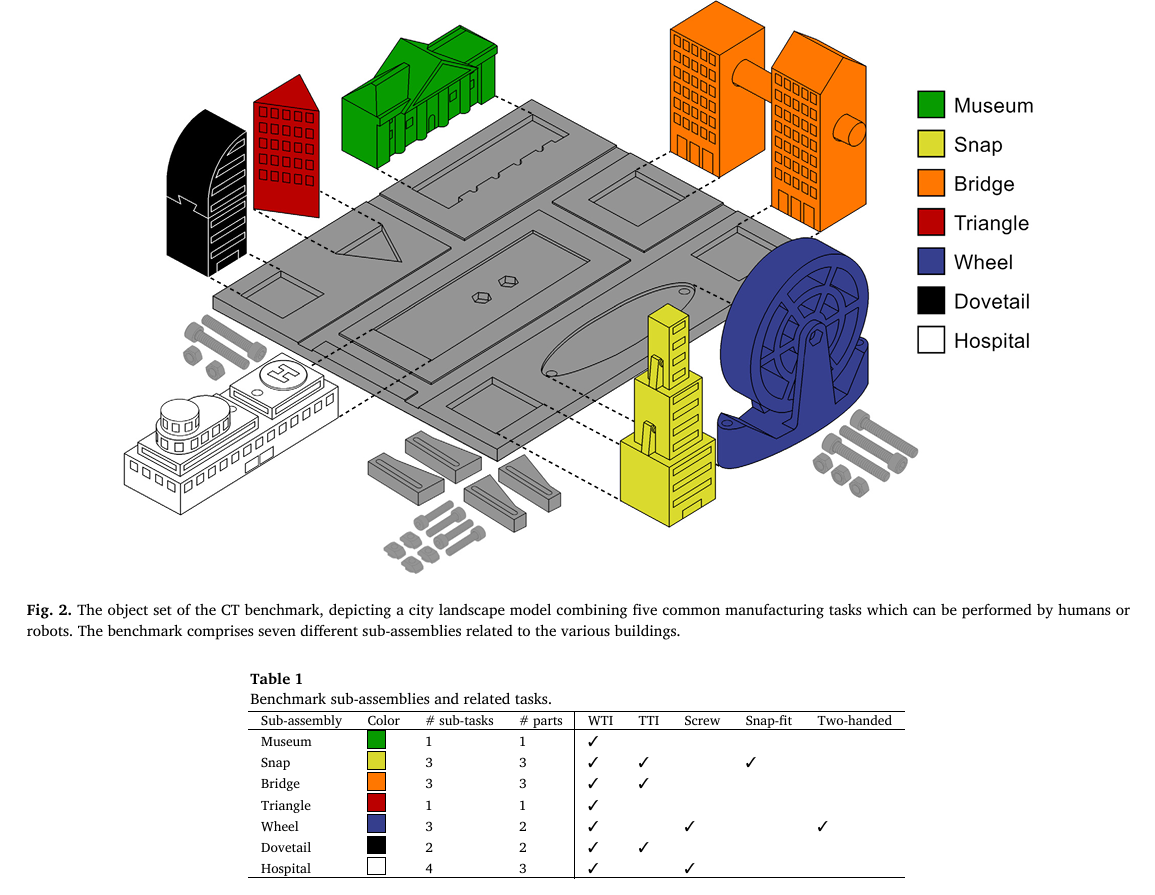 Museum
Snap
Bridge
Triangle
Wheel
Dovetail
Hospital
H
Fig. 2. The object set of the CT benchmark, depicting a city landscape model combining five common manufacturing tasks which can be performed by humans or
robots. The benchmark comprises seven different sub-assemblies related to the various buildings.
Table 1
Benchmark sub-assemblies and related tasks.
Sub-assembly Color # sub-tasks # parts WTI TTI Screw Snap-fit Two-handed
Museum 1 1 ✓
Snap 3 3 ✓ ✓ ✓
Bridge 3 3 ✓ ✓
Triangle 1 1 ✓
Wheel 3 2 ✓ ✓ ✓
Dovetail 2 2 ✓ ✓
Hospital 4 3 ✓ ✓